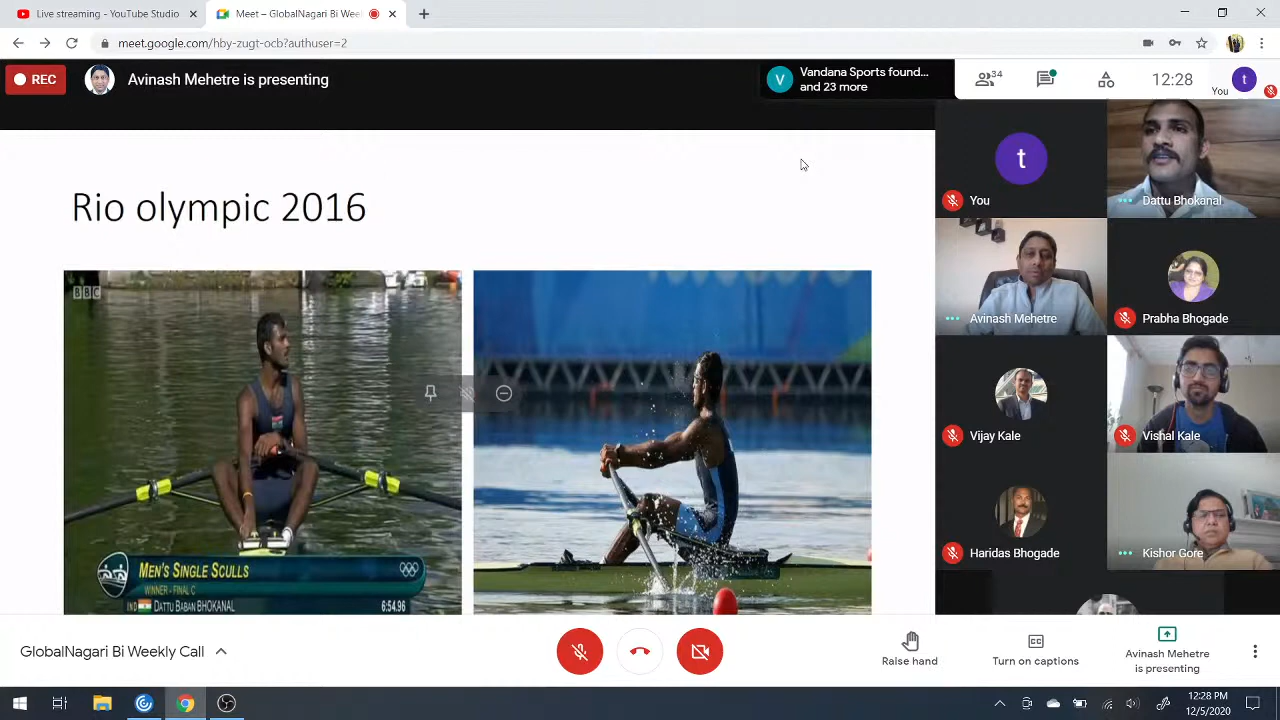 Live streaming - YouTube Studio
Meet – GlobalNagari Bi Wee
meet.google.com/hby-zugt-ocb?authuser=2
REC
Avinash Mehetre is presenting
V
Vandana Sports found...
and 23 more
34
12:28
You
t
Rio olympic 2016
t
You
Dattu Bhokanal
Avinash Mehetre
Prabha Bhogade
Vijay Kale
Vishal Kale
Haridas Bhogade
Kishor Gore
BBC
MEN'S SINGLE SCULLS
WINNER - FINAL C
IND DATTU BABAN BHOKANAL 6:54.96
GlobalNagari Bi Weekly Call
Raise hand
CC
Turn on captions
Avinash Mehetre
is presenting
12:28 PM
12/5/2020